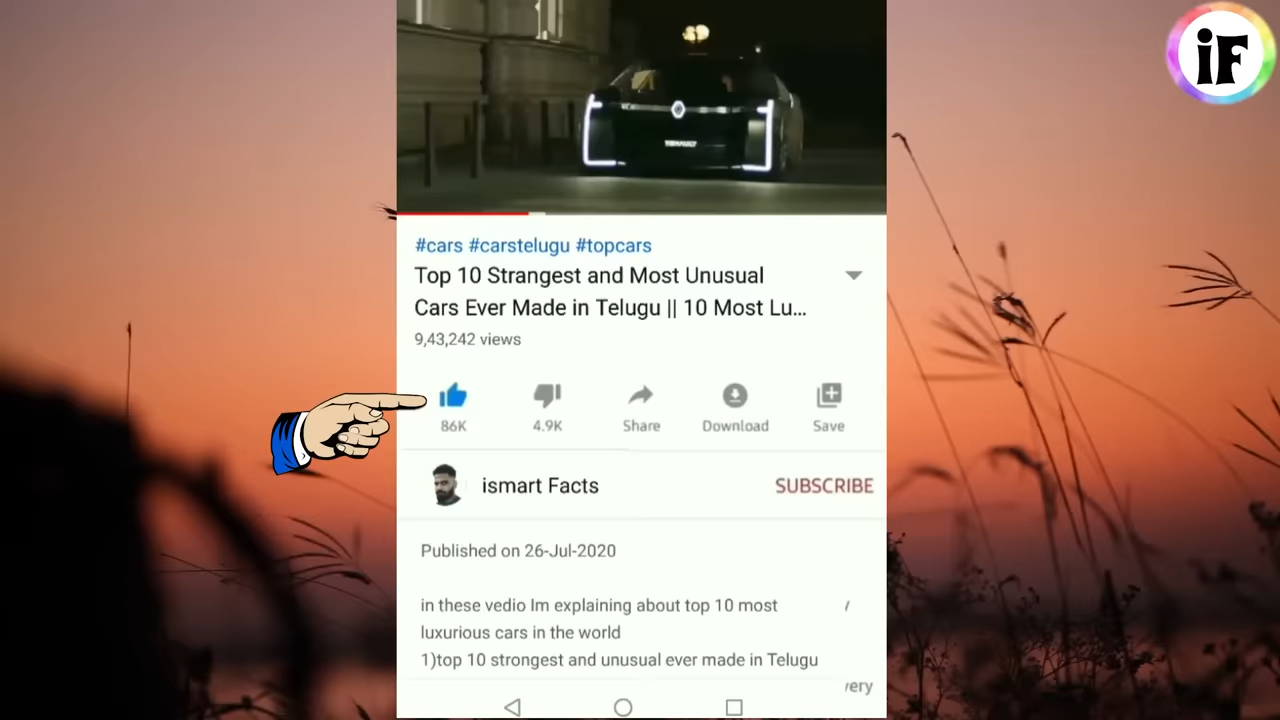 iF
RENAULT
#cars #carstelugu #topcars
Top 10 Strangest and Most Unusual
Cars Ever Made in Telugu || 10 Most Lu...
9,43,242 views
86K
4.9K
Share
Download
Save
ismart Facts
SUBSCRIBE
Published on 26-Jul-2020
in these vedio Im explaining about top 10 most
luxurious cars in the world
1)top 10 strongest and unusual ever made in Telugu